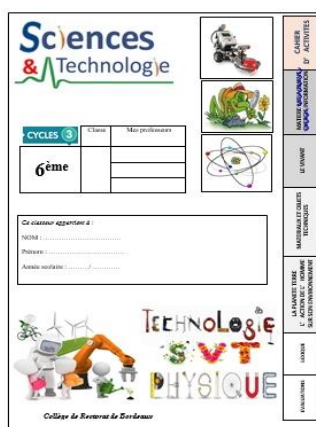 Sciences
& Technologie
CYCLES 3
Classe
Mes professeurs
6ème
Ce classeur appartient à :
NOM : ..............................
Prénom : ..............................
Année scolaire : ........./............
TECHNOLOGIE
SVT
PHYSIQUE
Collège de Restorat de Bordeaux
CAHIER
D' ACTIVITES
LE VIVANT
MATERIAUX ET OBJETS
TECHNIQUES
LA PLANETE TERRE
L' ACTION DE L' HOMME
SUR SON ENVIRONNEMENT
EVALUATIONS